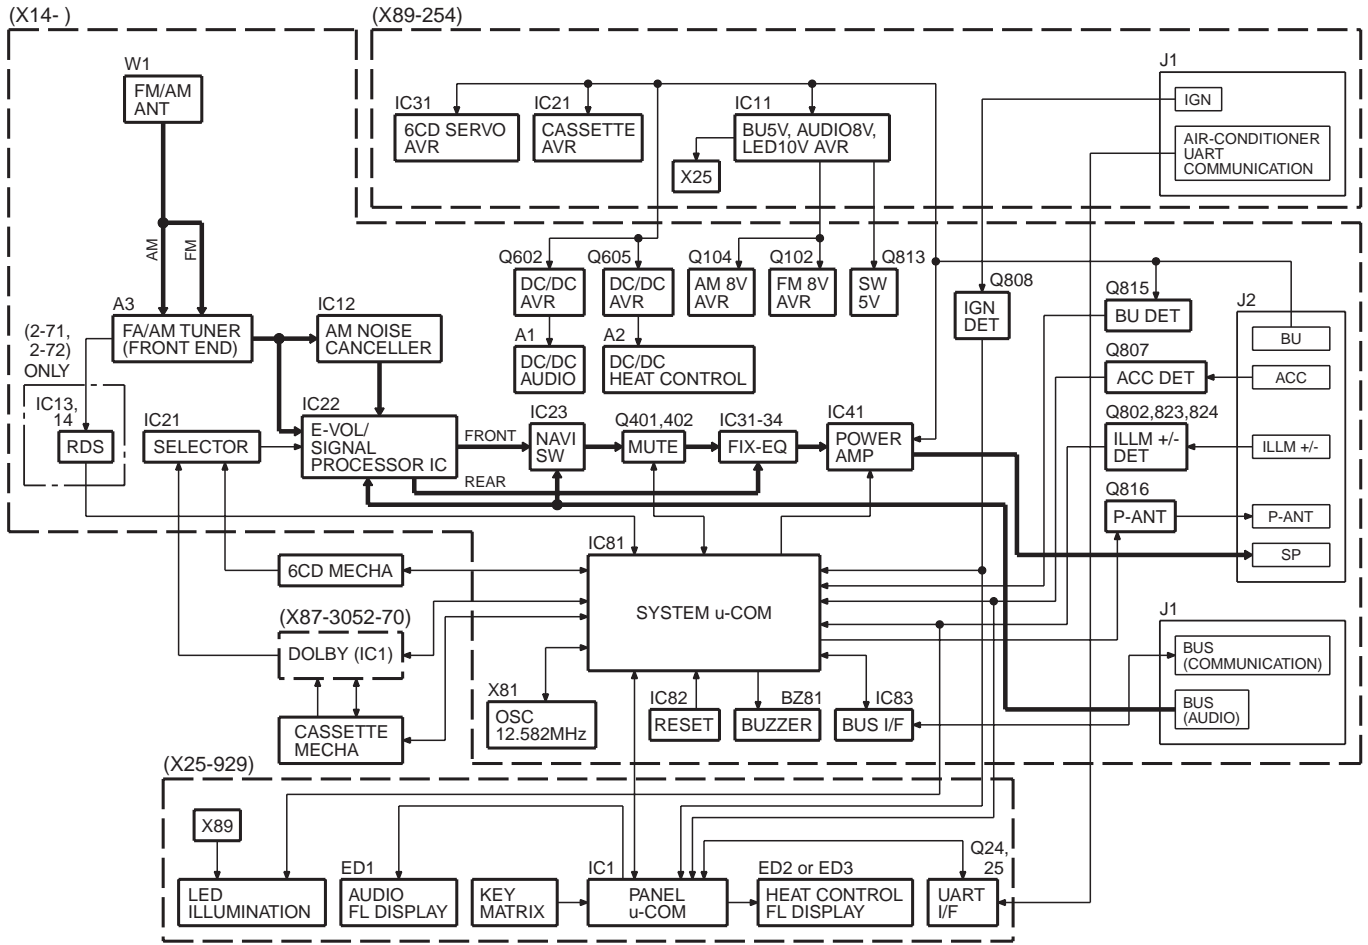 (X14- )
(X89-254)
W1
FM/AM
ANT
IC31
6CD SERVO
AVR
IC21
CASSETTE
AVR
IC11
BU5V, AUDIO8V,
LED10V AVR
X25
J1
IGN
AIR-CONDITIONER
UART
COMMUNICATION
AM
FM
A3
FA/AM TUNER
(FRONT END)
IC12
AM NOISE
CANCELLER
Q602
DC/DC
AVR
Q605
DC/DC
AVR
Q104
AM 8V
AVR
Q102
FM 8V
AVR
Q813
SW
5V
Q808
IGN
DET
Q815
BU DET
J2
BU
A1
DC/DC
AUDIO
A2
DC/DC
HEAT CONTROL
Q807
ACC DET
ACC
(2-71,
2-72)
ONLY
IC13,
14
RDS
IC21
SELECTOR
IC22
E-VOL/
SIGNAL
PROCESSOR IC
FRONT
REAR
IC23
NAVI
SW
Q401,402
MUTE
IC31-34
FIX-EQ
IC41
POWER
AMP
Q802,823,824
ILLM +/-
DET
ILLM +/-
Q816
P-ANT
P-ANT
SP
6CD MECHA
IC81
SYSTEM u-COM
(X87-3052-70)
DOLBY (IC1)
CASSETTE
MECHA
X81
OSC
12.582MHz
IC82
RESET
BZ81
BUZZER
IC83
BUS I/F
J1
BUS
(COMMUNICATION)
BUS
(AUDIO)
(X25-929)
X89
LED
ILLUMINATION
ED1
AUDIO
FL DISPLAY
KEY
MATRIX
IC1
PANEL
u-COM
ED2 or ED3
HEAT CONTROL
FL DISPLAY
Q24,
25
UART
I/F